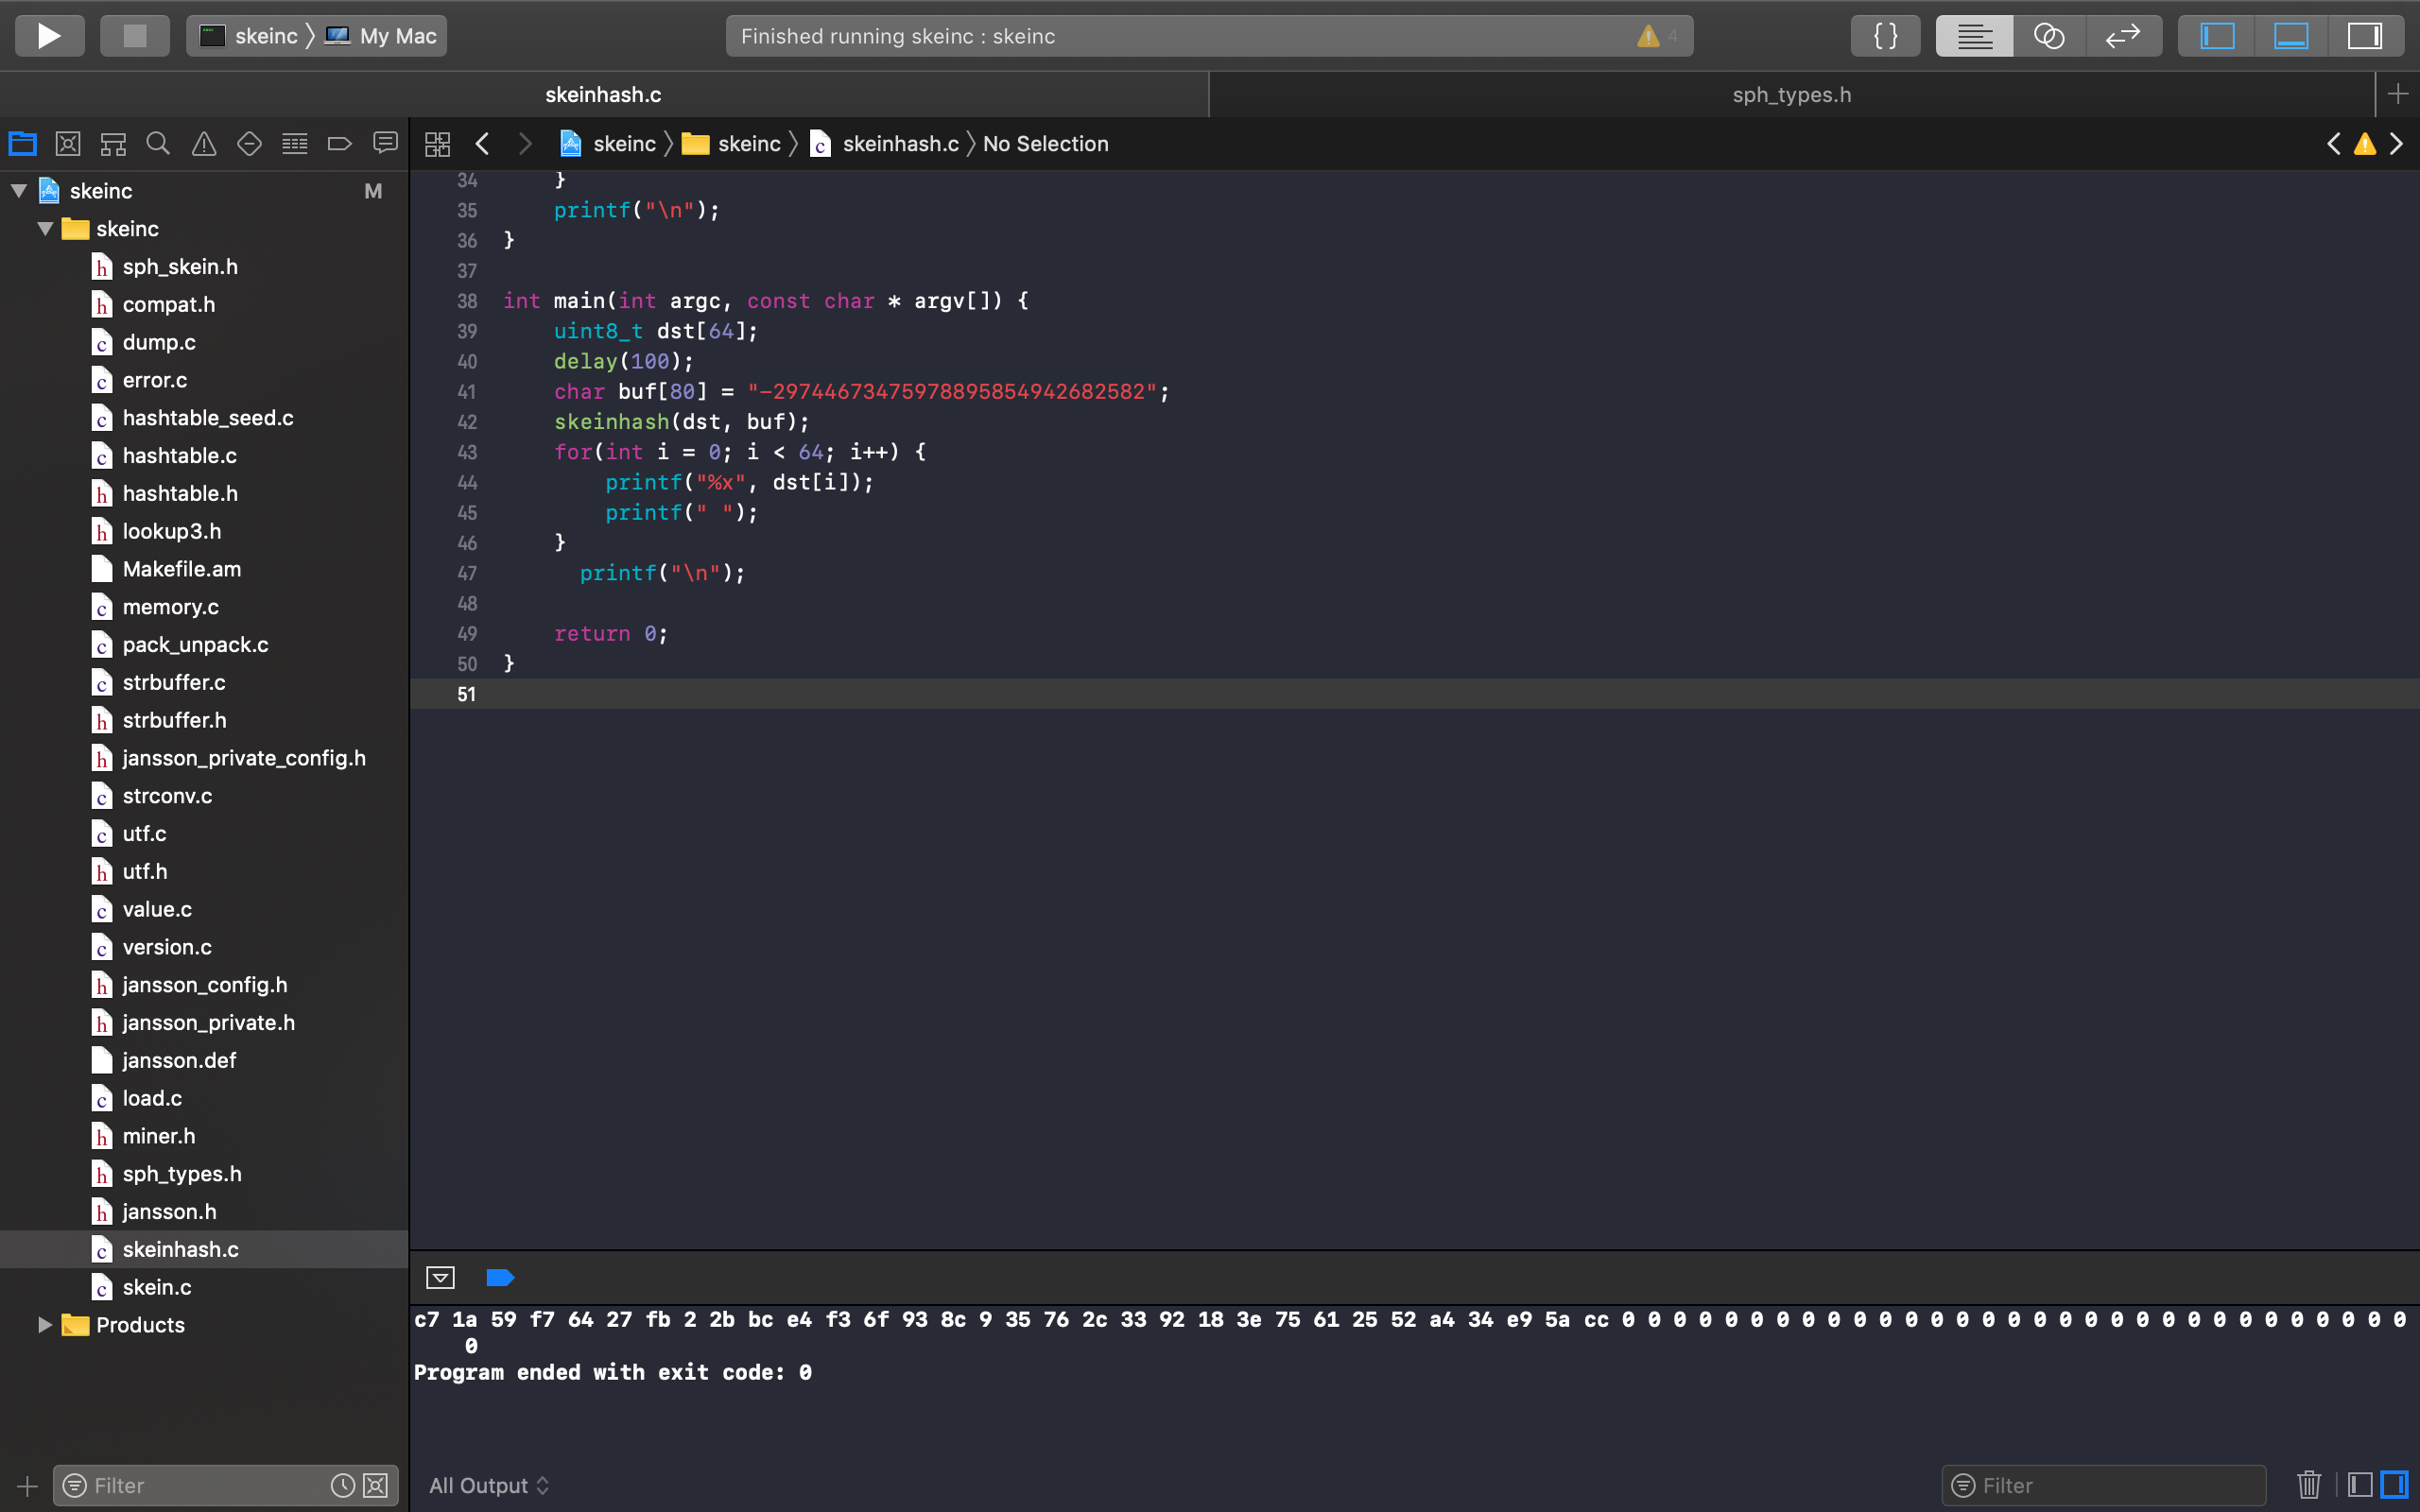 skeinc 〉 My Mac
Finished running skeinc : skeinc
4
{ }
skeinhash.c
sph_types.h
skeinc 〉 skeinc 〉 skeinhash.c 〉 No Selection
skeinc M
skeinc
sph_skein.h
compat.h
dump.c
error.c
hashtable_seed.c
hashtable.c
hashtable.h
lookup3.h
Makefile.am
memory.c
pack_unpack.c
strbuffer.c
strbuffer.h
jansson_private_config.h
strconv.c
utf.c
utf.h
value.c
version.c
jansson_config.h
jansson_private.h
jansson.def
load.c
miner.h
sph_types.h
jansson.h
skeinhash.c
skein.c
Products
Filter
34 }
35 printf("\n");
36 }
37
38 int main(int argc, const char * argv[]) {
39 uint8_t dst[64];
40 delay(100);
41 char buf[80] = "-297446734759788958549426825​82";
42 skeinhash(dst, buf);
43 for(int i = 0; i < 64; i++) {
44 printf("%x", dst[i]);
45 printf(" ");
46 }
47 printf("\n");
48
49 return 0;
50 }
51
c7 1a 59 f7 64 27 fb 2 2b bc e4 f3 6f 93 8c 9 35 76 2c 33 92 18 3e 75 61 25 52 a4 34 e9 5a cc 0 0 0 0 0 0 0 0 0 0 0 0 0 0 0 0 0 0 0 0 0 0 0 0 0 0 0 0 0 0 0
0
Program ended with exit code: 0
All Output
Filter